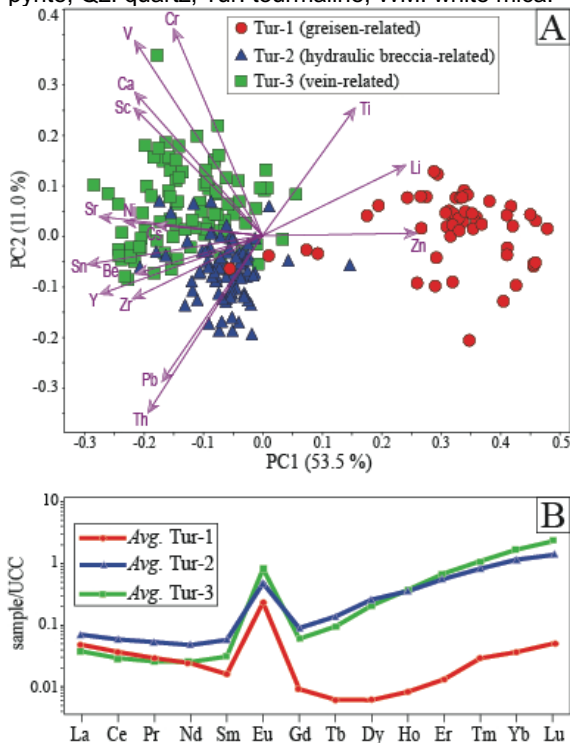 pyrite, Qz: quartz, Tur: tourmaline, WM: white mica.
A
Tur-1 (greisen-related)
Tur-2 (hydraulic breccia-related)
Tur-3 (vein-related)
Cr
V
Ca
Sc
Ti
Li
Sr
Ni
Cs
Zn
Sn
Be
Y
Zr
Pb
Th
PC2 (11.0 %)
0.4
0.3
0.2
0.1
0.0
-0.1
-0.2
-0.3
-0.3 -0.2 -0.1 0.0 0.1 0.2 0.3 0.4 0.5
PC1 (53.5 %)
B
Avg. Tur-1
Avg. Tur-2
Avg. Tur-3
sample/UCC
10
1
0.1
0.01
La Ce Pr Nd Sm Eu Gd Tb Dy Ho Er Tm Yb Lu